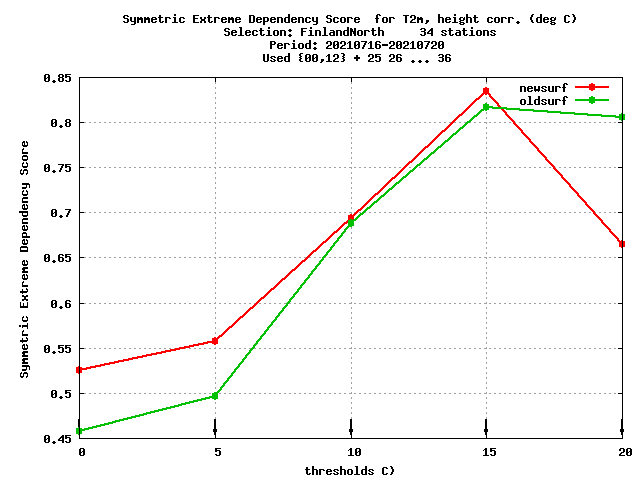 Symmetric Extreme Dependency Score  for T2m, height corr. (deg C)
Selection: FinlandNorth     34 stations
Period: 20210716-20210720
Used {00,12} + 25 26 ... 36
newsurf
oldsurf
Symmetric Extreme Dependency Score
0.85
0.8
0.75
0.7
0.65
0.6
0.55
0.5
0.45
0 5 10 15 20
thresholds C)